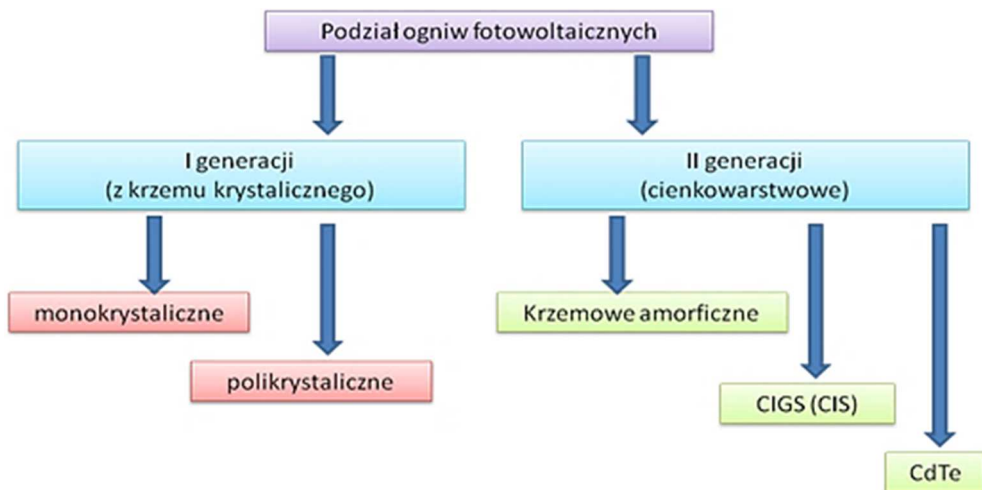 Podział ogniw fotowoltaicznych
I generacji
(z krzemu krystalicznego)
II generacji
(cienkowarstwowe)
monokrystaliczne
Krzemowe amorficzne
polikrystaliczne
CIGS (CIS)
CdTe